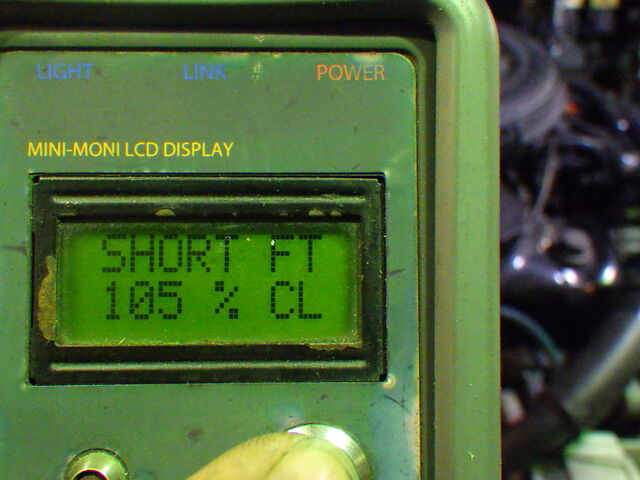 LIGHT LINK POWER
MINI-MONI LCD DISPLAY
SHORT FT
105 % CL